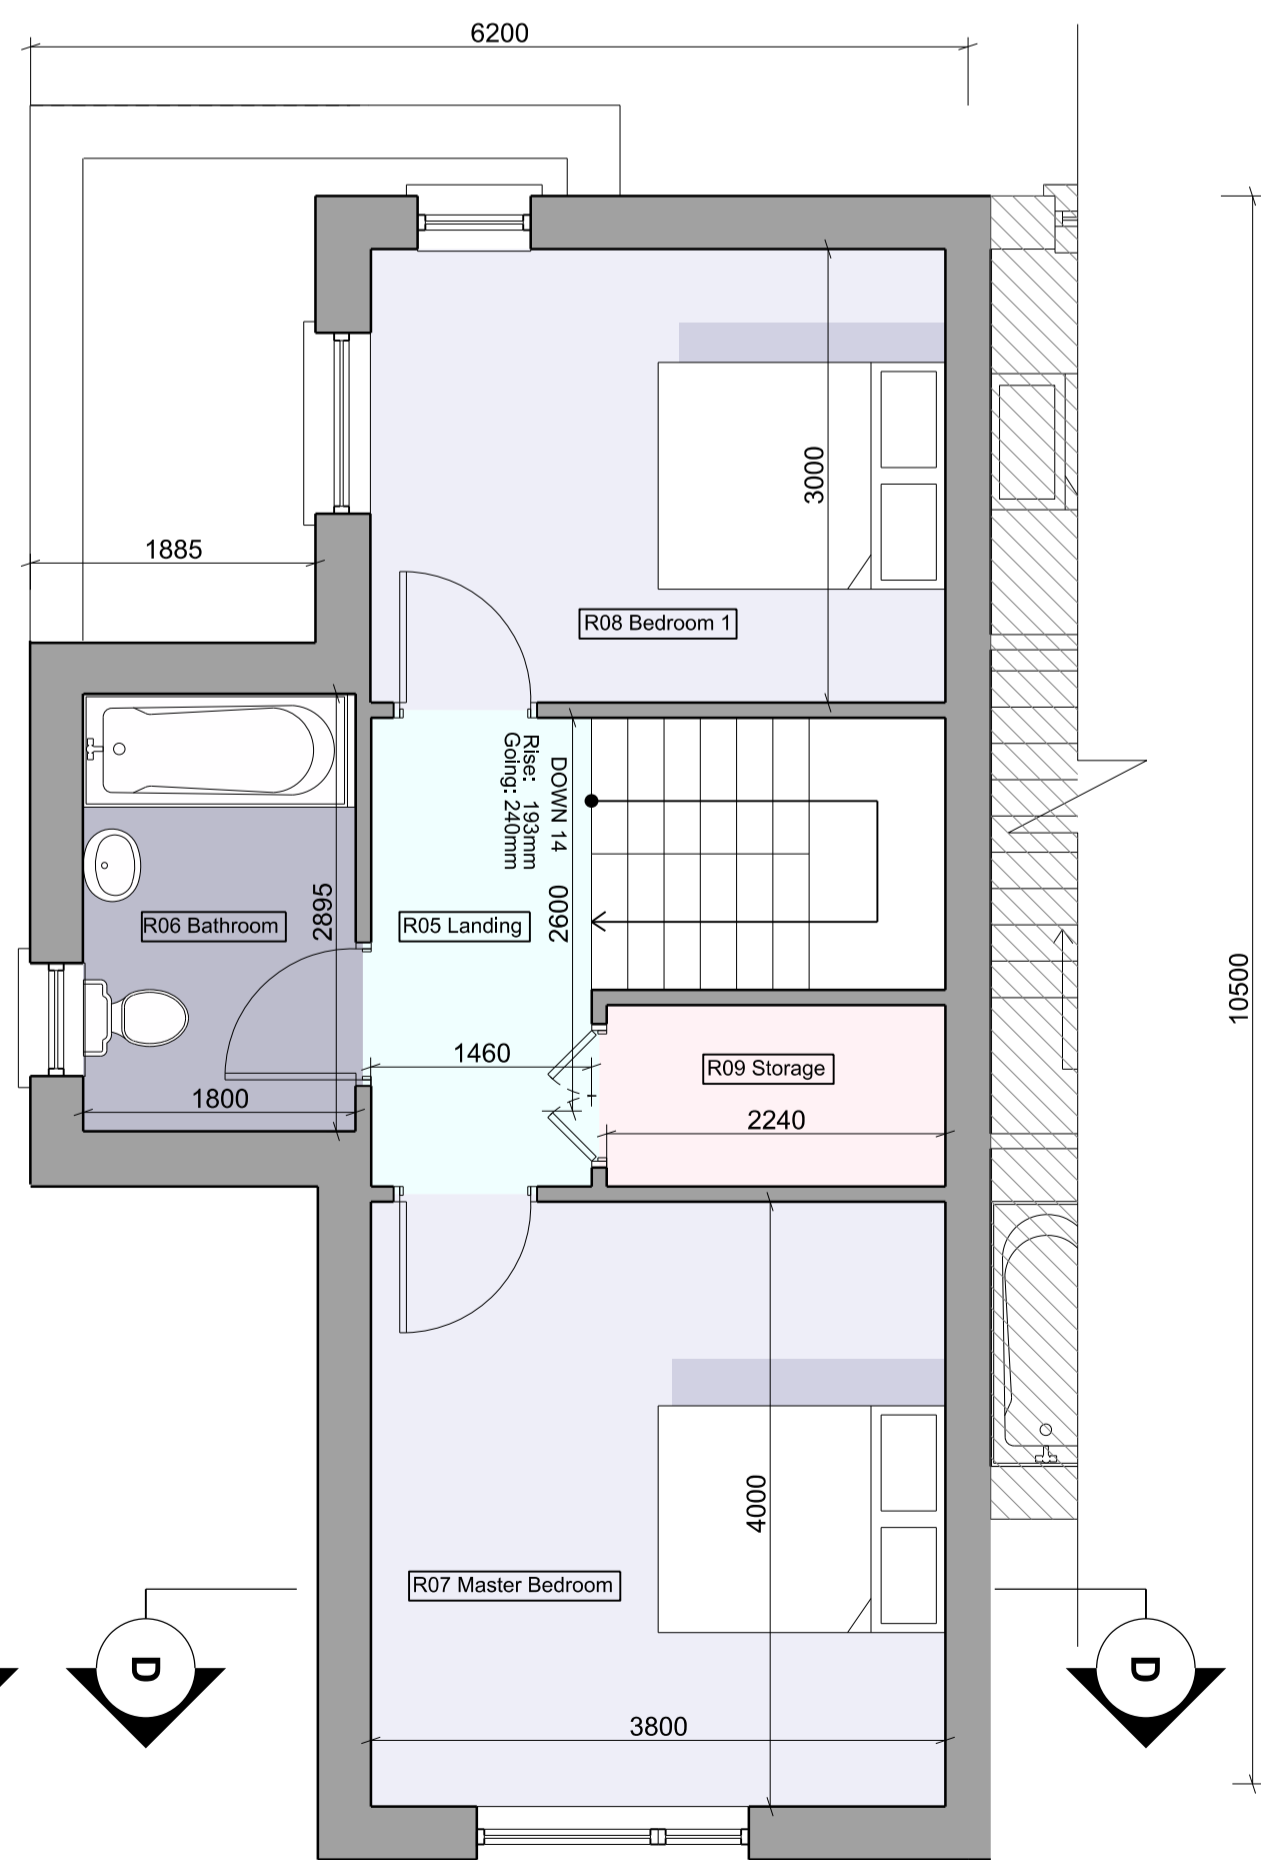 6200
1885
3000
R08 Bedroom 1
DOWN 14
Rise: 193mm
Going: 240mm
2600
2895
R06 Bathroom
R05 Landing
10500
1460
R09 Storage
1800
2240
4000
R07 Master Bedroom
D
D
3800